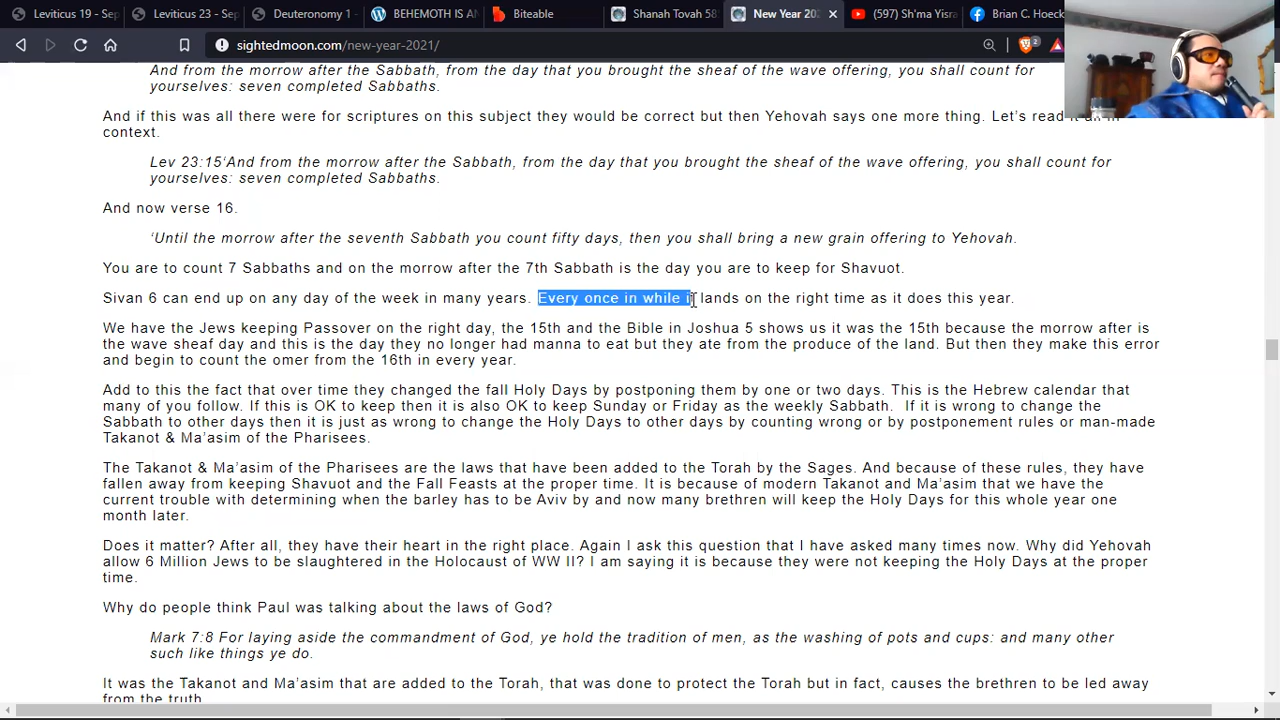 Leviticus 19 - Sep
Leviticus 23 - Sep
Deuteronomy 1 -
BEHEMOTH IS AN
Biteable
Shanah Tovah 58
New Year 202
(597) Sh'ma Yisra
Brian C. Hoeck
sightedmoon.com/new-year-2021/
2
And from the morrow after the Sabbath, from the day that you brought the sheaf of the wave offering, you shall count for
yourselves: seven completed Sabbaths.
And if this was all there were for scriptures on this subject they would be correct but then Yehovah says one more thing. Let's read it all in
context.
Lev 23:15'And from the morrow after the Sabbath, from the day that you brought the sheaf of the wave offering, you shall count for
yourselves: seven completed Sabbaths.
And now verse 16.
'Until the morrow after the seventh Sabbath you count fifty days, then you shall bring a new grain offering to Yehovah.
You are to count 7 Sabbaths and on the morrow after the 7th Sabbath is the day you are to keep for Shavuot.
Sivan 6 can end up on any day of the week in many years. Every once in while it lands on the right time as it does this year.
We have the Jews keeping Passover on the right day, the 15th and the Bible in Joshua 5 shows us it was the 15th because the morrow after is
the wave sheaf day and this is the day they no longer had manna to eat but they ate from the produce of the land. But then they make this error
and begin to count the omer from the 16th in every year.
Add to this the fact that over time they changed the fall Holy Days by postponing them by one or two days. This is the Hebrew calendar that
many of you follow. If this is OK to keep then it is also OK to keep Sunday or Friday as the weekly Sabbath. If it is wrong to change the
Sabbath to other days then it is just as wrong to change the Holy Days to other days by counting wrong or by postponement rules or man-made
Takanot & Ma'asim of the Pharisees.
The Takanot & Ma'asim of the Pharisees are the laws that have been added to the Torah by the Sages. And because of these rules, they have
fallen away from keeping Shavuot and the Fall Feasts at the proper time. It is because of modern Takanot and Ma'asim that we have the
current trouble with determining when the barley has to be Aviv by and now many brethren will keep the Holy Days for this whole year one
month later.
Does it matter? After all, they have their heart in the right place. Again I ask this question that I have asked many times now. Why did Yehovah
allow 6 Million Jews to be slaughtered in the Holocaust of WW II? I am saying it is because they were not keeping the Holy Days at the proper
time.
Why do people think Paul was talking about the laws of God?
Mark 7:8 For laying aside the commandment of God, ye hold the tradition of men, as the washing of pots and cups: and many other
such like things ye do.
It was the Takanot and Ma'asim that are added to the Torah, that was done to protect the Torah but in fact, causes the brethren to be led away
from the truth.